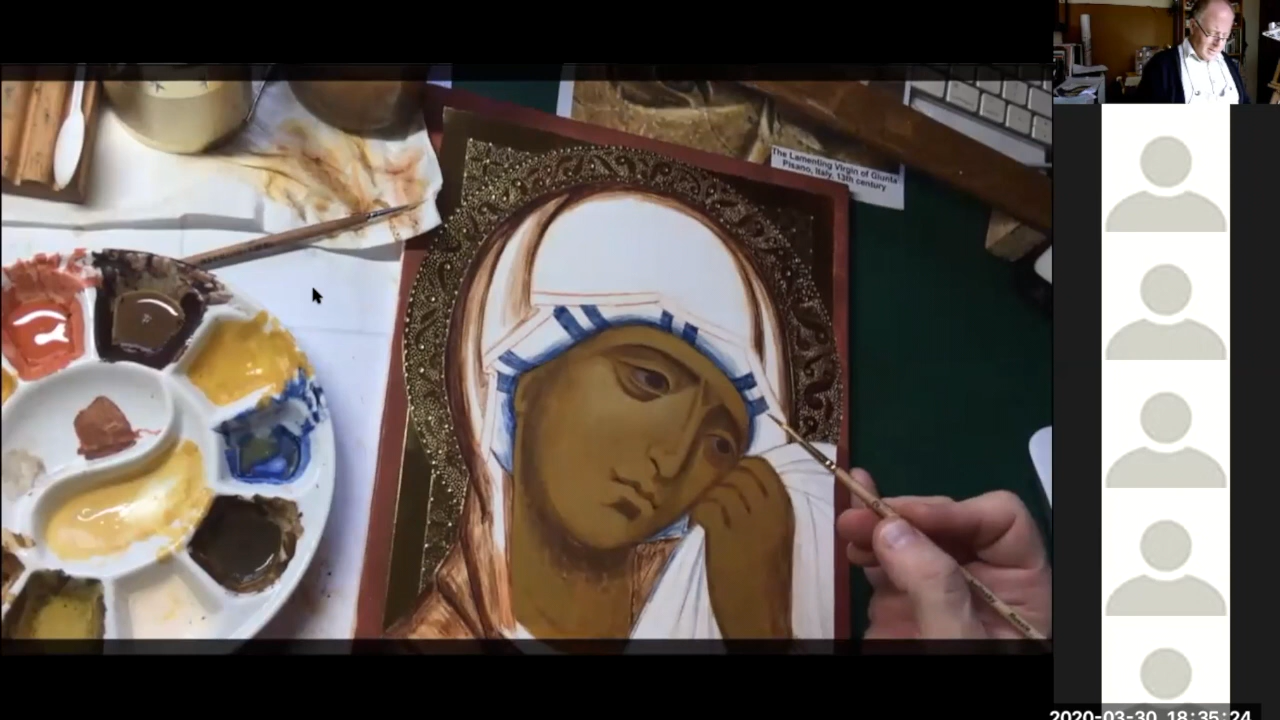 The Lamenting Virgin of Giunta
Pisano, Italy, 13th century
2020-03-30 18:35:24